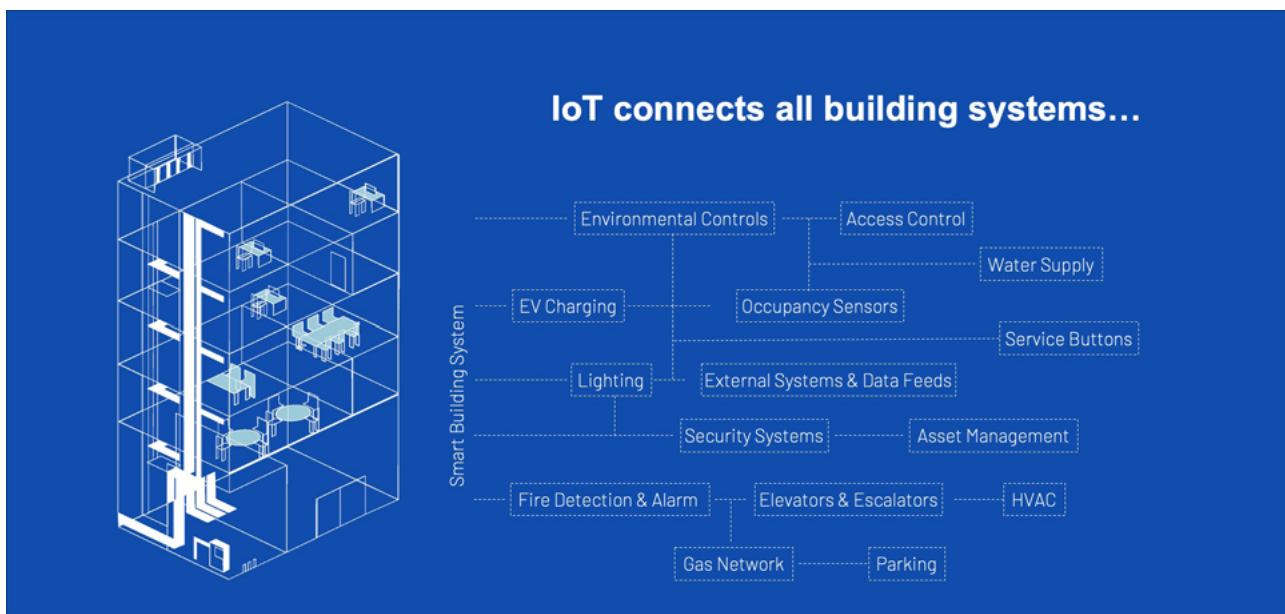 IoT connects all building systems...
Smart Building System
Environmental Controls
Access Control
Water Supply
EV Charging
Occupancy Sensors
Service Buttons
Lighting
External Systems & Data Feeds
Security Systems
Asset Management
Fire Detection & Alarm
Elevators & Escalators
HVAC
Gas Network
Parking